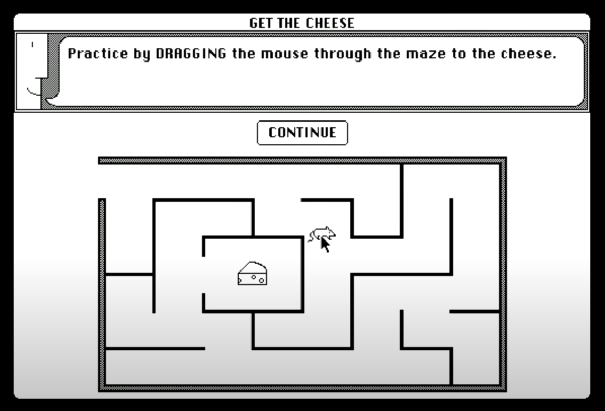 GET THE CHEESE
Practice by DRAGGING the mouse through the maze to the cheese.
CONTINUE